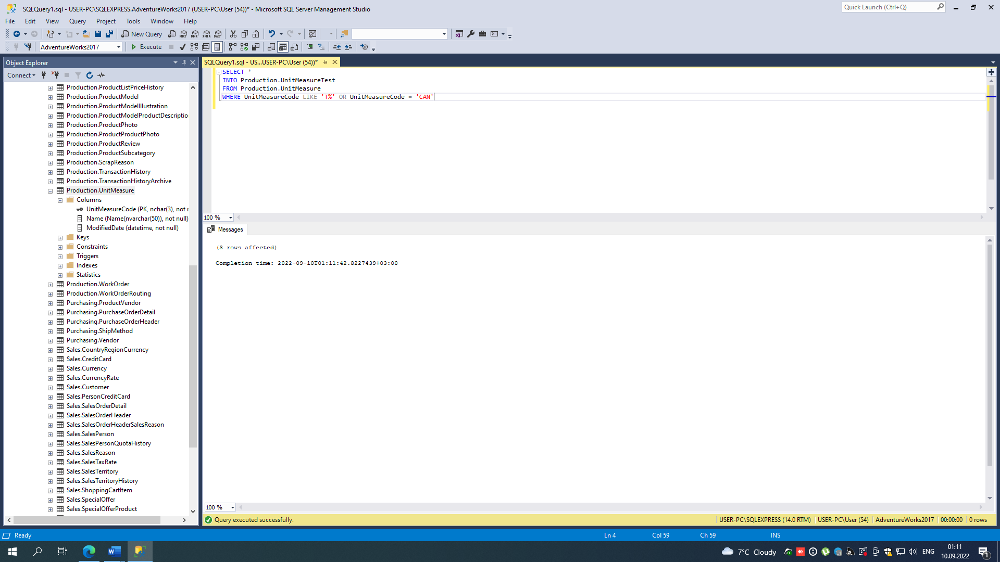 SQLQuery1.sql - USER-PC\SQLEXPRESS.AdventureWorks2017 (USER-PC\User (54))* - Microsoft SQL Server Management Studio
Quick Launch (Ctrl+Q)
File Edit View Query Project Tools Window Help
New Query
MDX DMX XMLA DAX
AdventureWorks2017
Execute
Object Explorer
Connect
Production.ProductListPriceHistory
Production.ProductModel
Production.ProductModelIllustration
Production.ProductModelProductDescriptio
Production.ProductPhoto
Production.ProductProductPhoto
Production.ProductReview
Production.ProductSubcategory
Production.ScrapReason
Production.TransactionHistory
Production.TransactionHistoryArchive
Production.UnitMeasure
Columns
UnitMeasureCode (PK, nchar(3), not r
Name (Name(nvarchar(50)), not null)
ModifiedDate (datetime, not null)
Keys
Constraints
Triggers
Indexes
Statistics
Production.WorkOrder
Production.WorkOrderRouting
Purchasing.ProductVendor
Purchasing.PurchaseOrderDetail
Purchasing.PurchaseOrderHeader
Purchasing.ShipMethod
Purchasing.Vendor
Sales.CountryRegionCurrency
Sales.CreditCard
Sales.Currency
Sales.CurrencyRate
Sales.Customer
Sales.PersonCreditCard
Sales.SalesOrderDetail
Sales.SalesOrderHeader
Sales.SalesOrderHeaderSalesReason
Sales.SalesPerson
Sales.SalesPersonQuotaHistory
Sales.SalesReason
Sales.SalesTaxRate
Sales.SalesTerritory
Sales.SalesTerritoryHistory
Sales.ShoppingCartItem
Sales.SpecialOffer
Sales.SpecialOfferProduct
SQLQuery1.sql - US...USER-PC\User (54))*
SELECT *
INTO Production.UnitMeasureTest
FROM Production.UnitMeasure
WHERE UnitMeasureCode LIKE 'T%' OR UnitMeasureCode = 'CAN'
100 %
Messages
(3 rows affected)
Completion time: 2022-09-10T01:11:42.8227439+03:00
100 %
Query executed successfully.
USER-PC\SQLEXPRESS (14.0 RTM) USER-PC\User (54) AdventureWorks2017 00:00:00 0 rows
Ready
Ln 4 Col 59 Ch 59 INS
7°C Cloudy
ENG
01:11
10.09.2022
1